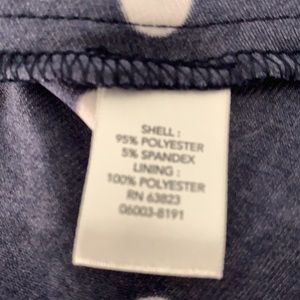 SHELL :
95% POLYESTER
5% SPANDEX
LINING :
100% POLYESTER
RN 63823
06003-8191